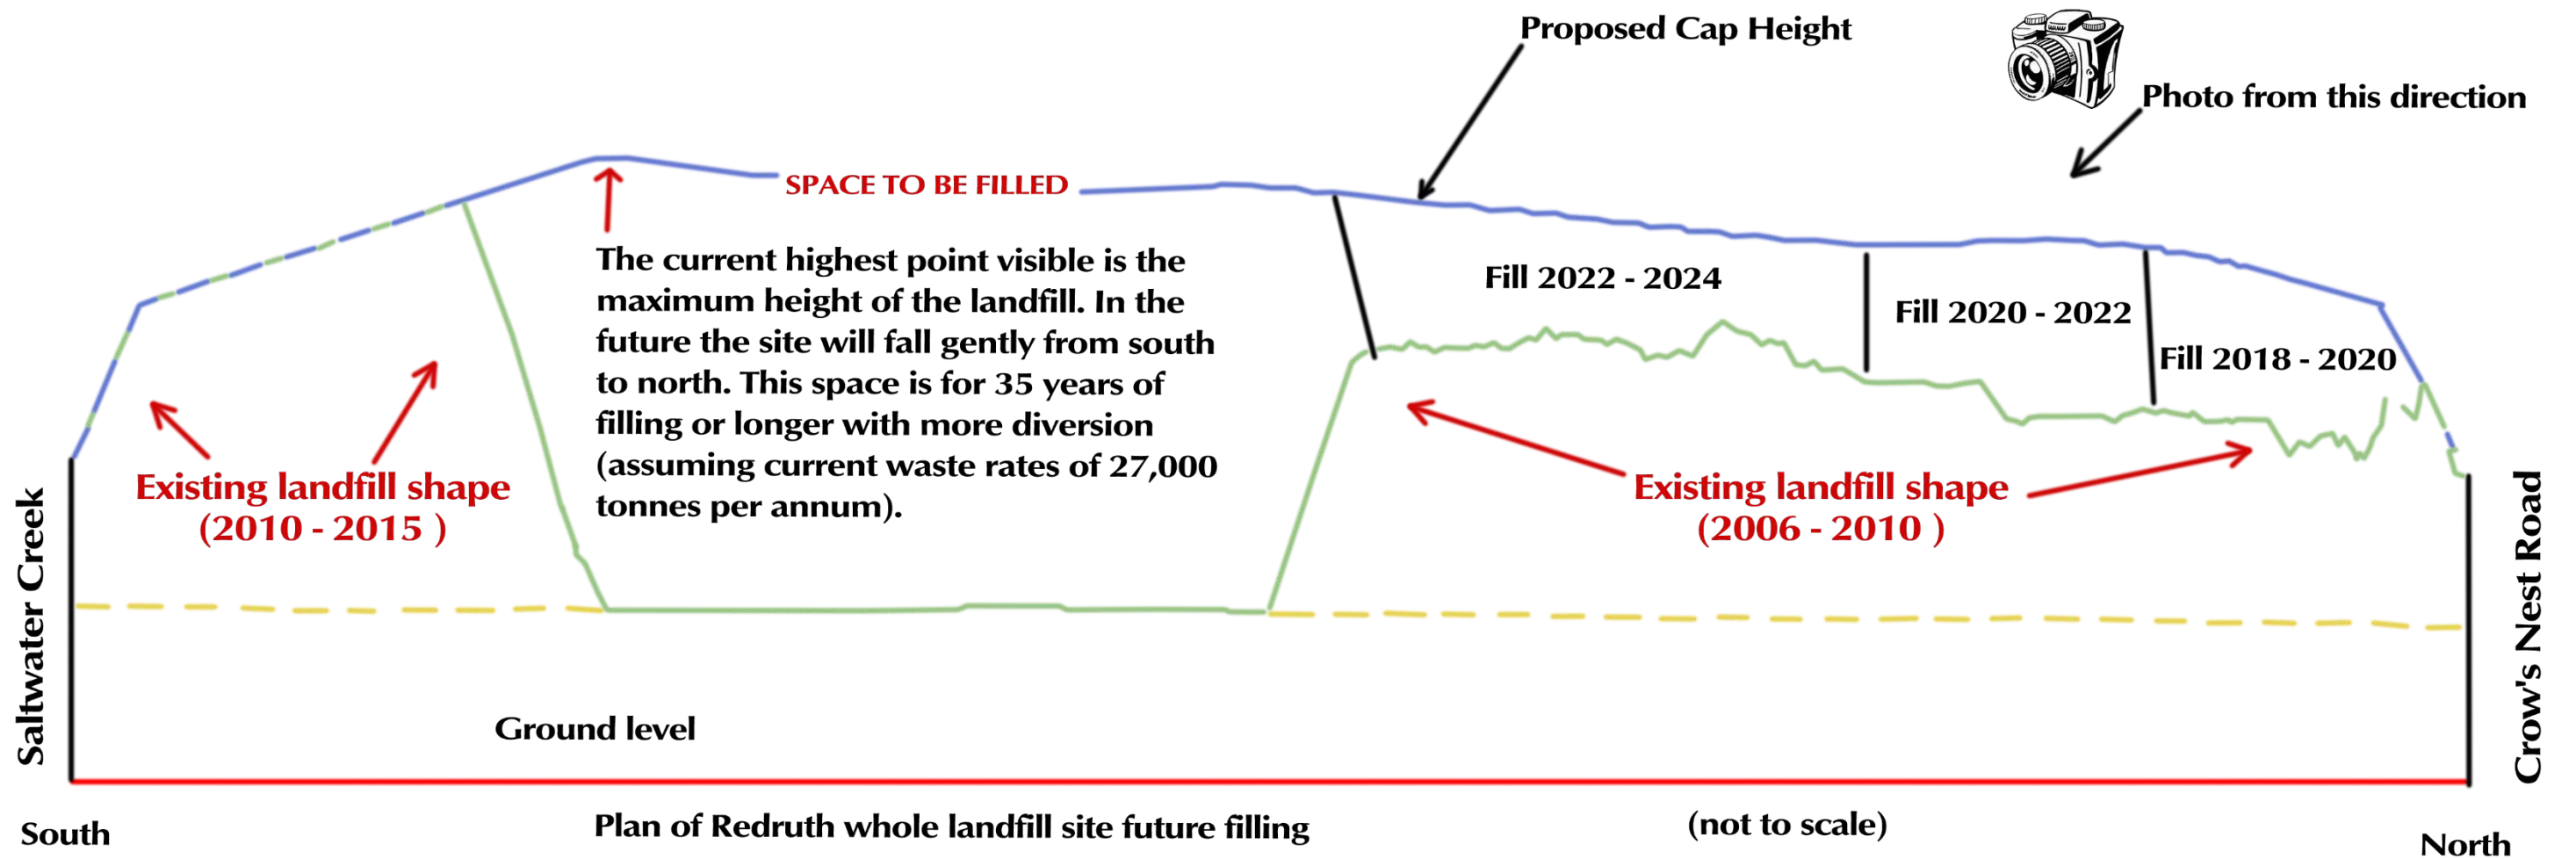 Proposed Cap Height
Photo from this direction
SPACE TO BE FILLED
The current highest point visible is the
maximum height of the landfill. In the
future the site will fall gently from south
to north. This space is for 35 years of
filling or longer with more diversion
(assuming current waste rates of 27,000
tonnes per annum).
Fill 2022 - 2024
Fill 2020 - 2022
Fill 2018 - 2020
Existing landfill shape
(2010 - 2015 )
Existing landfill shape
(2006 - 2010 )
Saltwater Creek
Crow's Nest Road
Ground level
South
Plan of Redruth whole landfill site future filling
(not to scale)
North